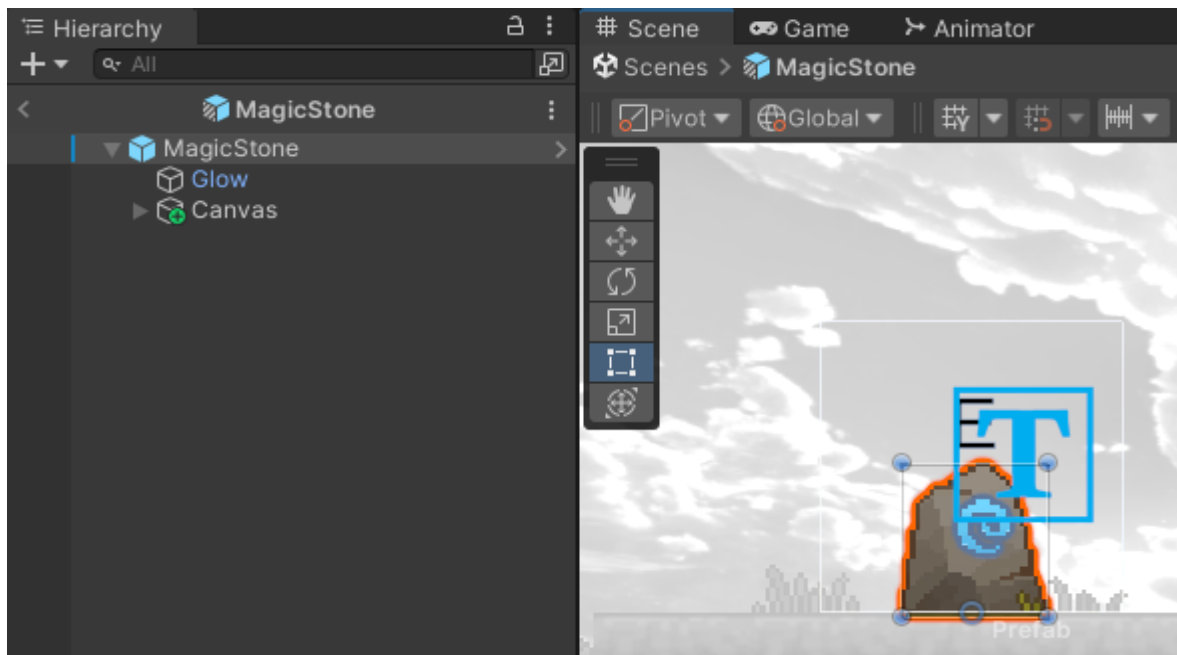 Hierarchy
All
MagicStone
MagicStone
Glow
Canvas
Scene Game Animator
Scenes > MagicStone
Pivot Global
T
Prefab